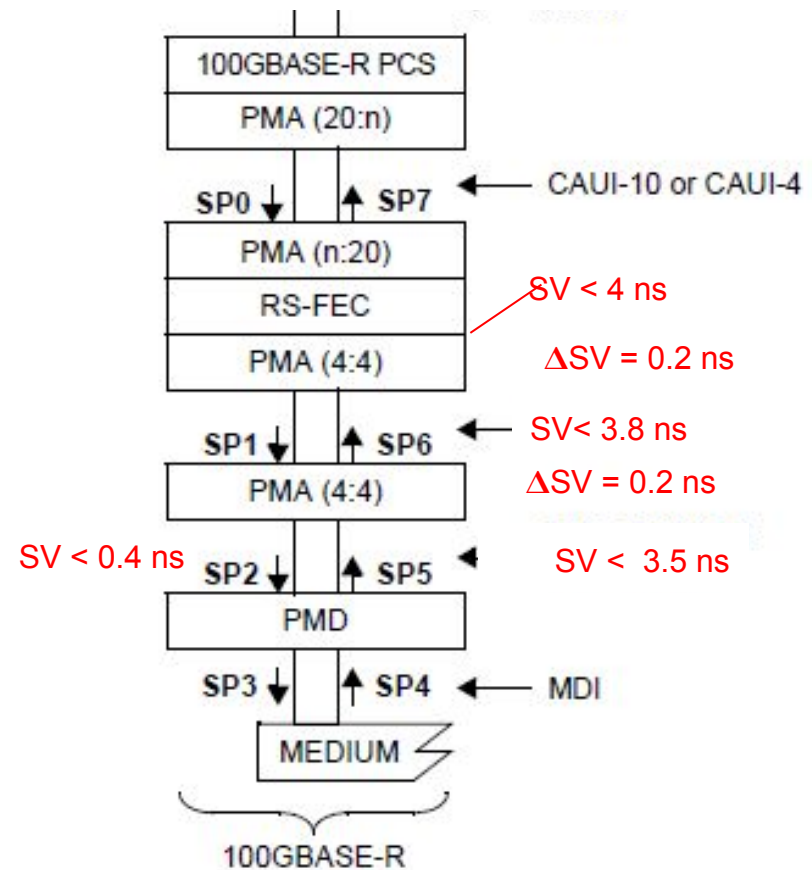 100GBASE-R PCS
PMA (20:n)
SP0 SP7 CAUI-10 or CAUI-4
PMA (n:20)
SV < 4 ns
RS-FEC
PMA (4:4) ΔSV = 0.2 ns
SP1 SP6 SV< 3.8 ns
PMA (4:4) ΔSV = 0.2 ns
SV < 0.4 ns SP2 SP5 SV < 3.5 ns
PMD
SP3 SP4 MDI
MEDIUM
100GBASE-R